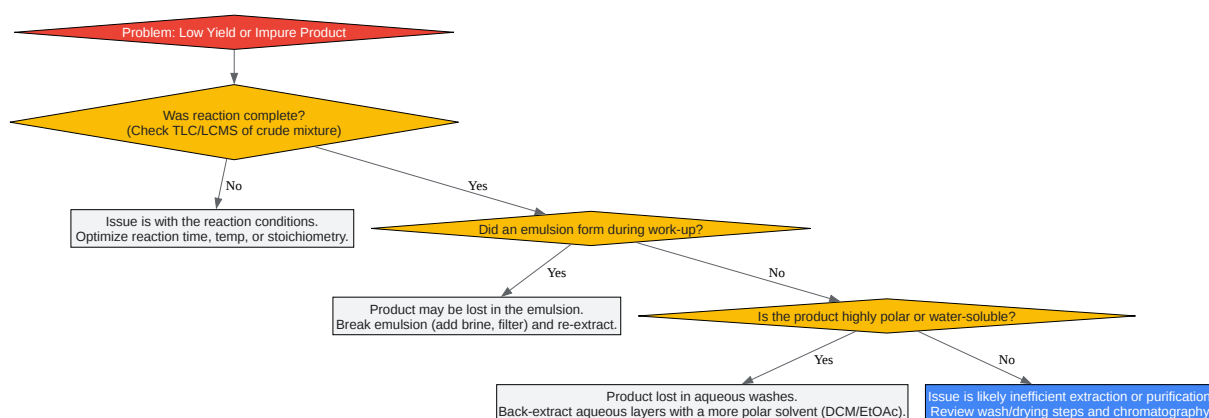 Problem: Low Yield or Impure Product
Was reaction complete?
(Check TLC/LCMS of crude mixture)
No
Yes
Issue is with the reaction conditions.
Optimize reaction time, temp, or stoichiometry.
Did an emulsion form during work-up?
Yes
No
Product may be lost in the emulsion.
Break emulsion (add brine, filter) and re-extract.
Is the product highly polar or water-soluble?
Yes
No
Product lost in aqueous washes.
Back-extract aqueous layers with a more polar solvent (DCM/EtOAc).
Issue is likely inefficient extraction or purification
Review wash/drying steps and chromatography